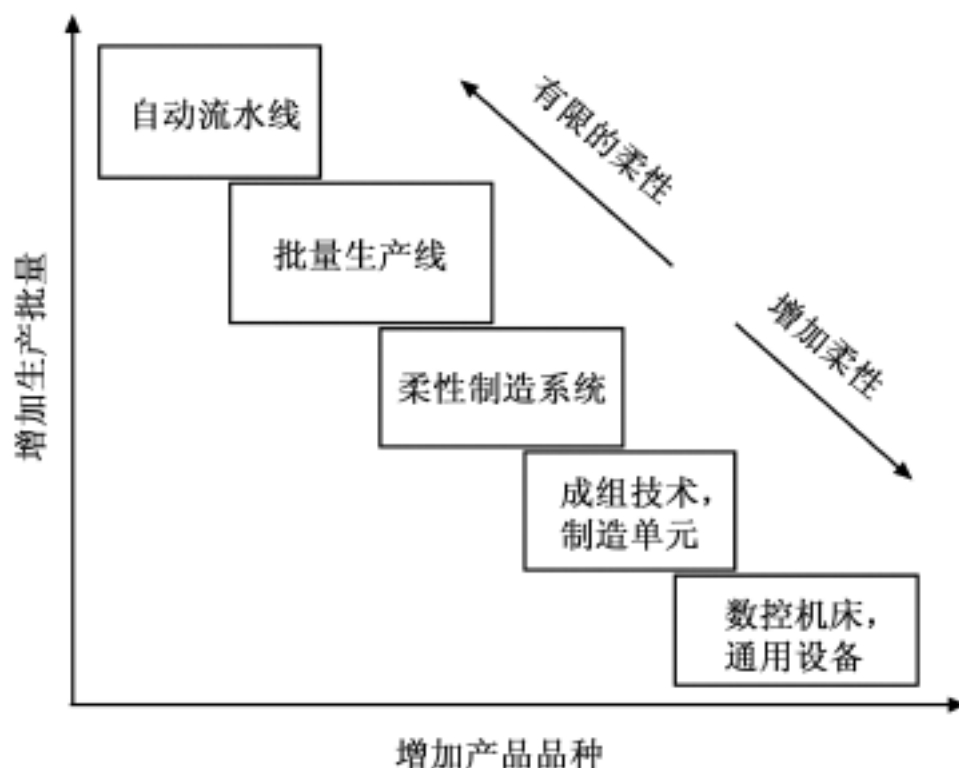 自动流水线
有限的柔性
批量生产线
增加柔性
增加生产批量
柔性制造系统
成组技术，
制造单元
数控机床，
通用设备
增加产品品种